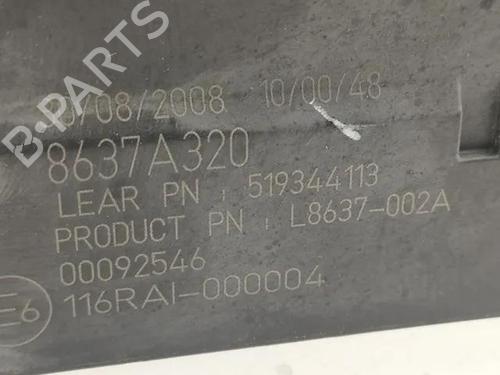 /08/2008 10/00/48
8637A320
LEAR PN : 519344113
PRODUCT PN : L8637-002A
00092546
E6 116RAI-000004
B-PARTS